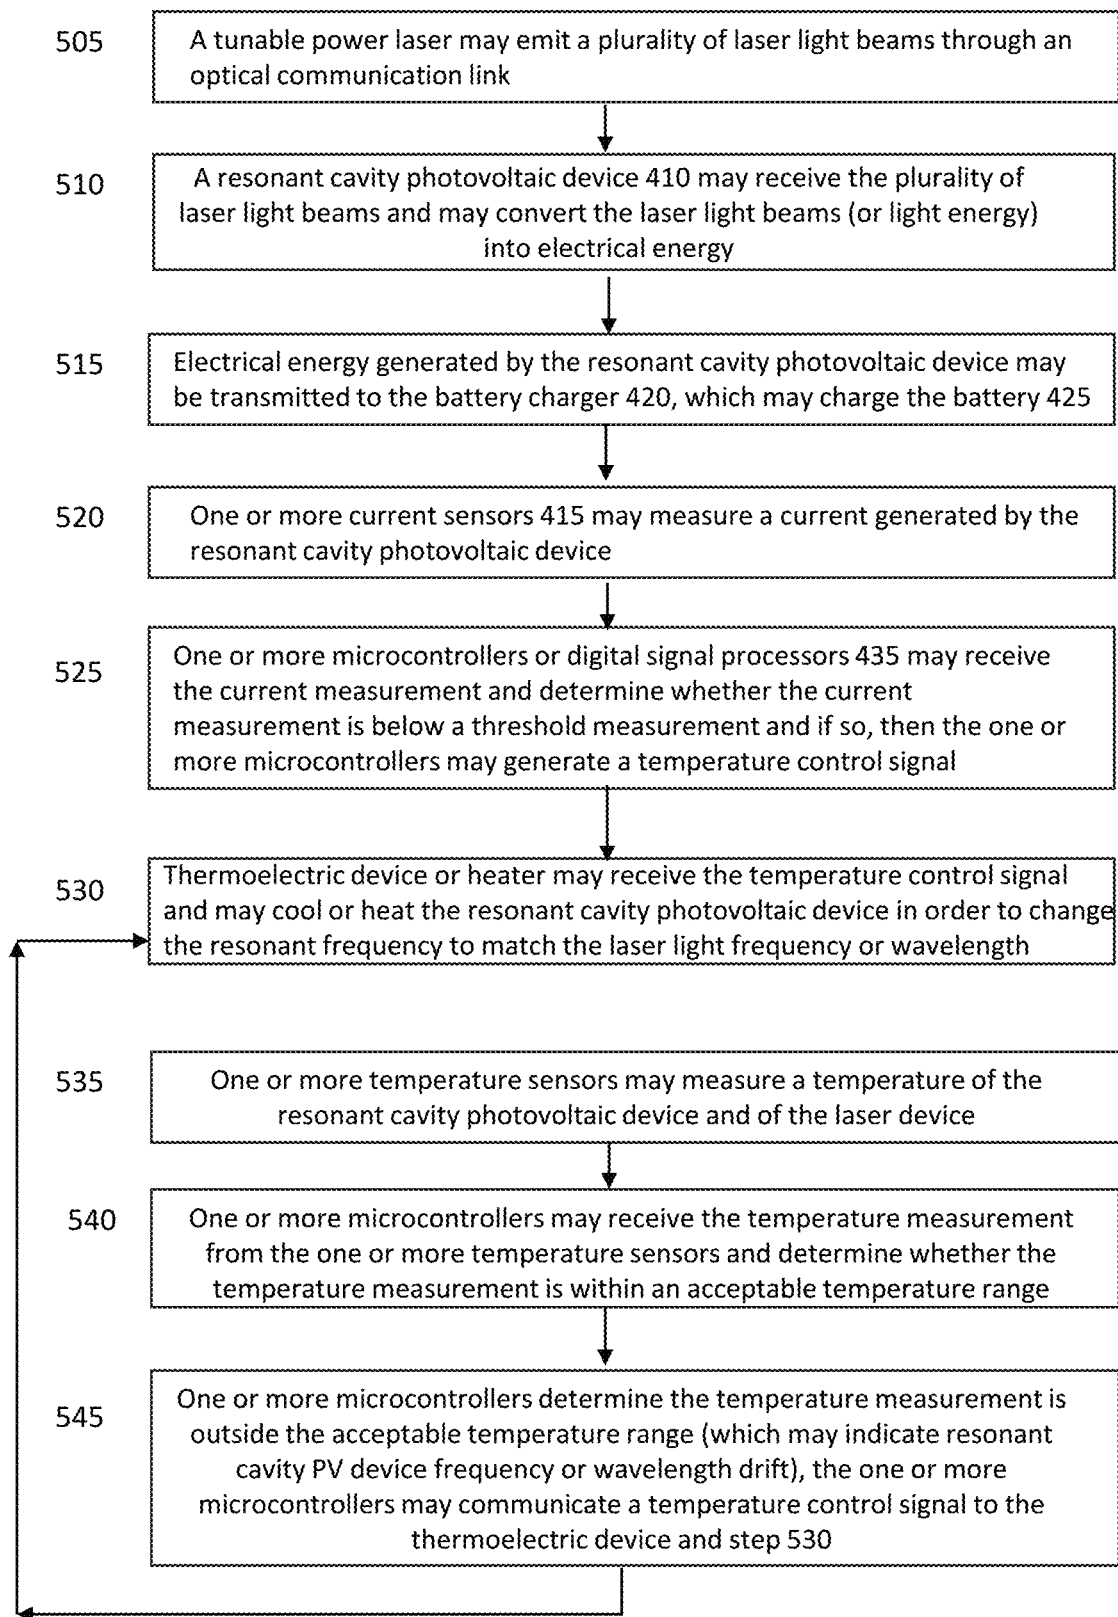 505
A tunable power laser may emit a plurality of laser light beams through an
optical communication link
510
A resonant cavity photovoltaic device 410 may receive the plurality of
laser light beams and may convert the laser light beams (or light energy)
into electrical energy
515
Electrical energy generated by the resonant cavity photovoltaic device may
be transmitted to the battery charger 420, which may charge the battery 425
520
One or more current sensors 415 may measure a current generated by the
resonant cavity photovoltaic device
525
One or more microcontrollers or digital signal processors 435 may receive
the current measurement and determine whether the current
measurement is below a threshold measurement and if so, then the one or
more microcontrollers may generate a temperature control signal
530
Thermoelectric device or heater may receive the temperature control signal
and may cool or heat the resonant cavity photovoltaic device in order to change
the resonant frequency to match the laser light frequency or wavelength
535
One or more temperature sensors may measure a temperature of the
resonant cavity photovoltaic device and of the laser device
540
One or more microcontrollers may receive the temperature measurement
from the one or more temperature sensors and determine whether the
temperature measurement is within an acceptable temperature range
545
One or more microcontrollers determine the temperature measurement is
outside the acceptable temperature range (which may indicate resonant
cavity PV device frequency or wavelength drift), the one or more
microcontrollers may communicate a temperature control signal to the
thermoelectric device and step 530